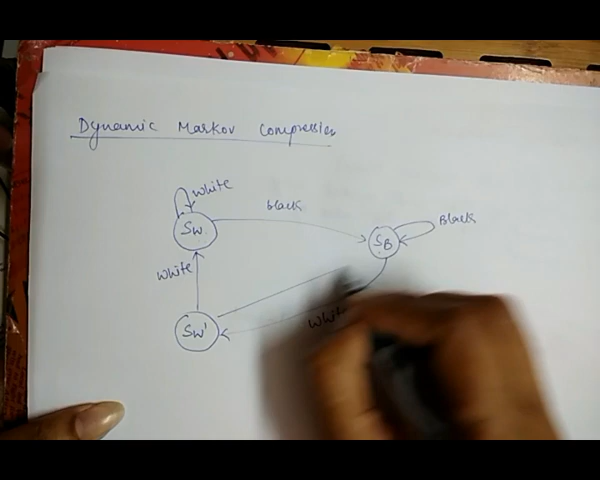 Dynamic Markov Compression
White
black
Sw.
SB
Black
White
Sw'
White